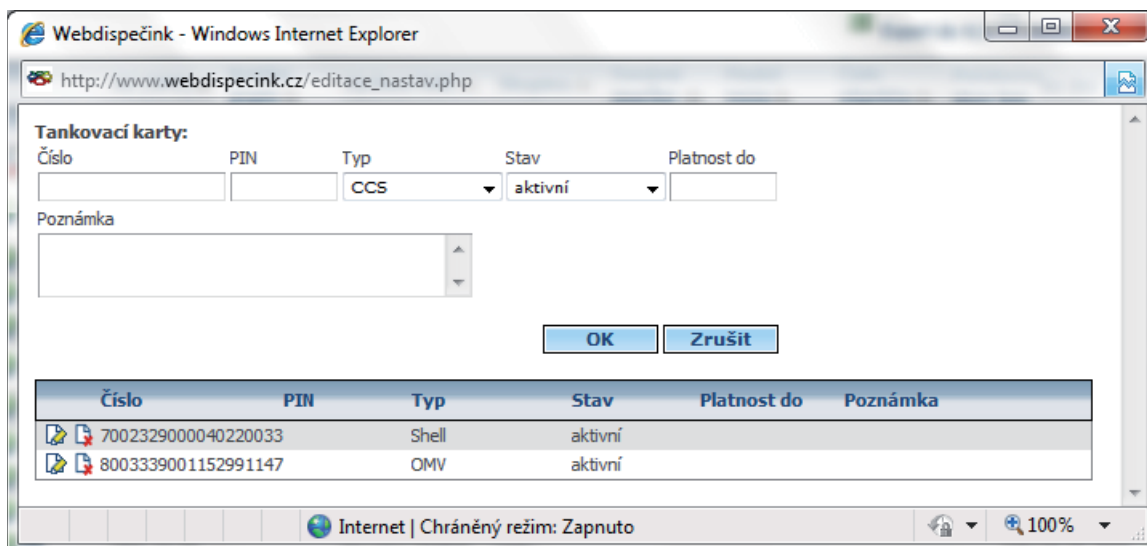 Webdispečink - Windows Internet Explorer
http://www.webdispecink.cz/editace_nastav.php
Tankovací karty:
Číslo PIN Typ Stav Platnost do
CCS aktivní
Poznámka
OK Zrušit
Číslo PIN Typ Stav Platnost do Poznámka
7002329000040220033 Shell aktivní
8003339001152991147 OMV aktivní
Internet | Chráněný režim: Zapnuto 100%